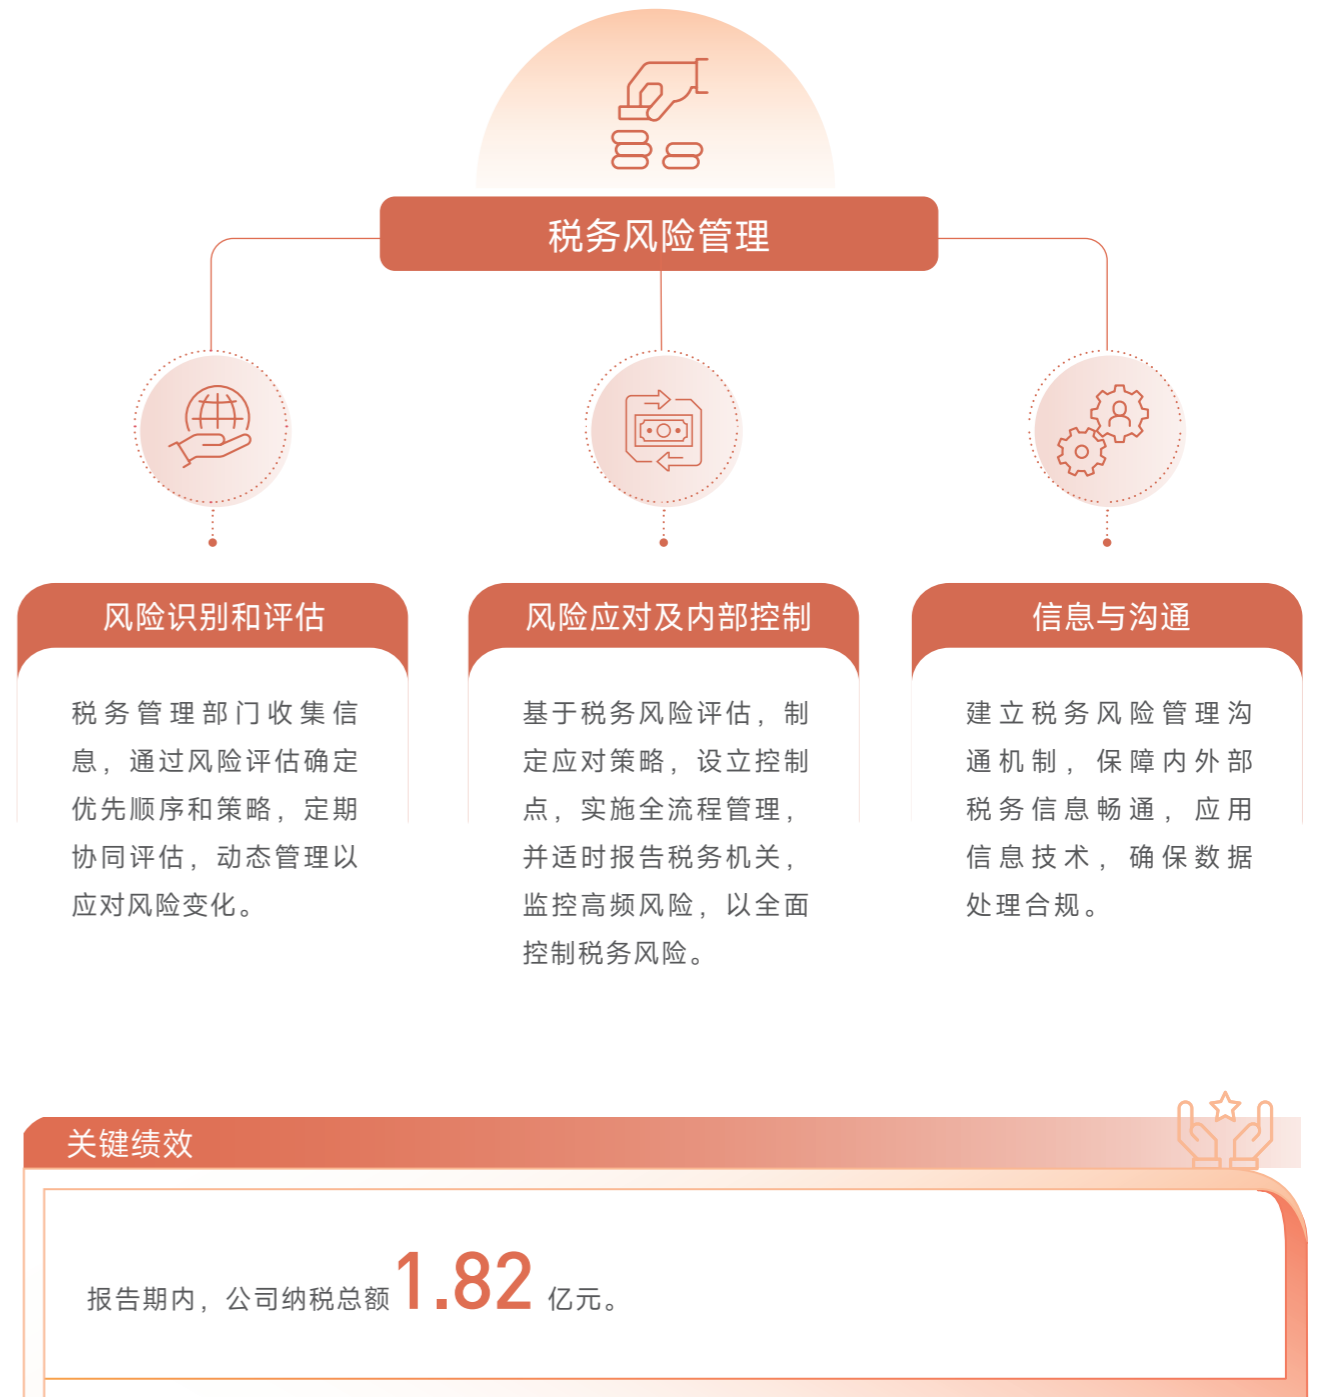 税务风险管理
风险识别和评估
税务管理部门收集信
息，通过风险评估确定
优先顺序和策略，定期
协同评估，动态管理以
应对风险变化。
风险应对及内部控制
基于税务风险评估，制
定应对策略，设立控制
点，实施全流程管理，
并适时报告税务机关，
监控高频风险，以全面
控制税务风险。
信息与沟通
建立税务风险管理沟
通机制，保障内外部
税务信息畅通，应用
信息技术，确保数据
处理合规。
关键绩效
报告期内，公司纳税总额1.82 亿元。